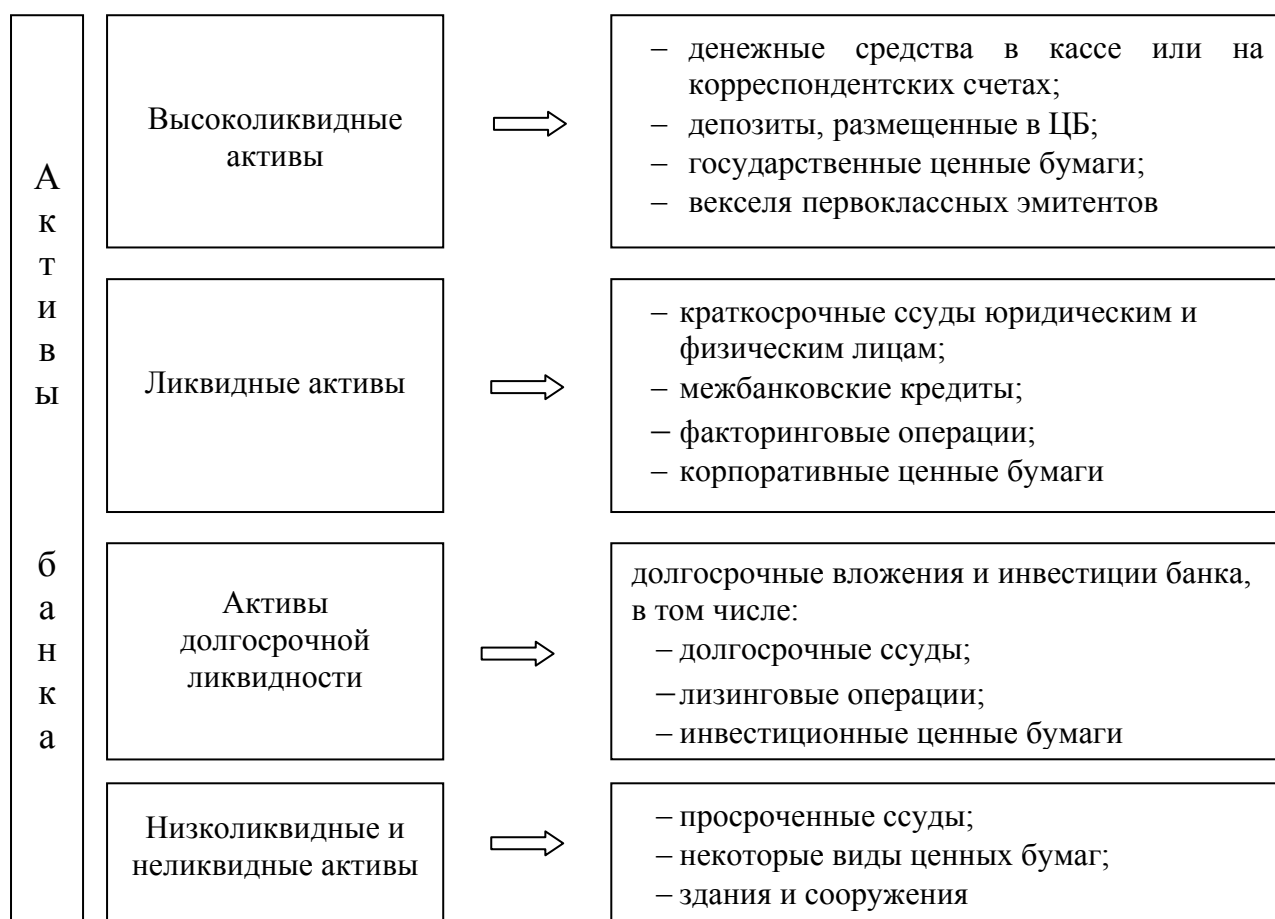 Активы
банка
Высоколиквидные
активы
– денежные средства в кассе или на
корреспондентских счетах;
– депозиты, размещенные в ЦБ;
– государственные ценные бумаги;
– векселя первоклассных эмитентов
Ликвидные активы
– краткосрочные ссуды юридическим и
физическим лицам;
– межбанковские кредиты;
– факторинговые операции;
– корпоративные ценные бумаги
Активы
долгосрочной
ликвидности
долгосрочные вложения и инвестиции банка,
в том числе:
– долгосрочные ссуды;
– лизинговые операции;
– инвестиционные ценные бумаги
Низколиквидные и
неликвидные активы
– просроченные ссуды;
– некоторые виды ценных бумаг;
– здания и сооружения